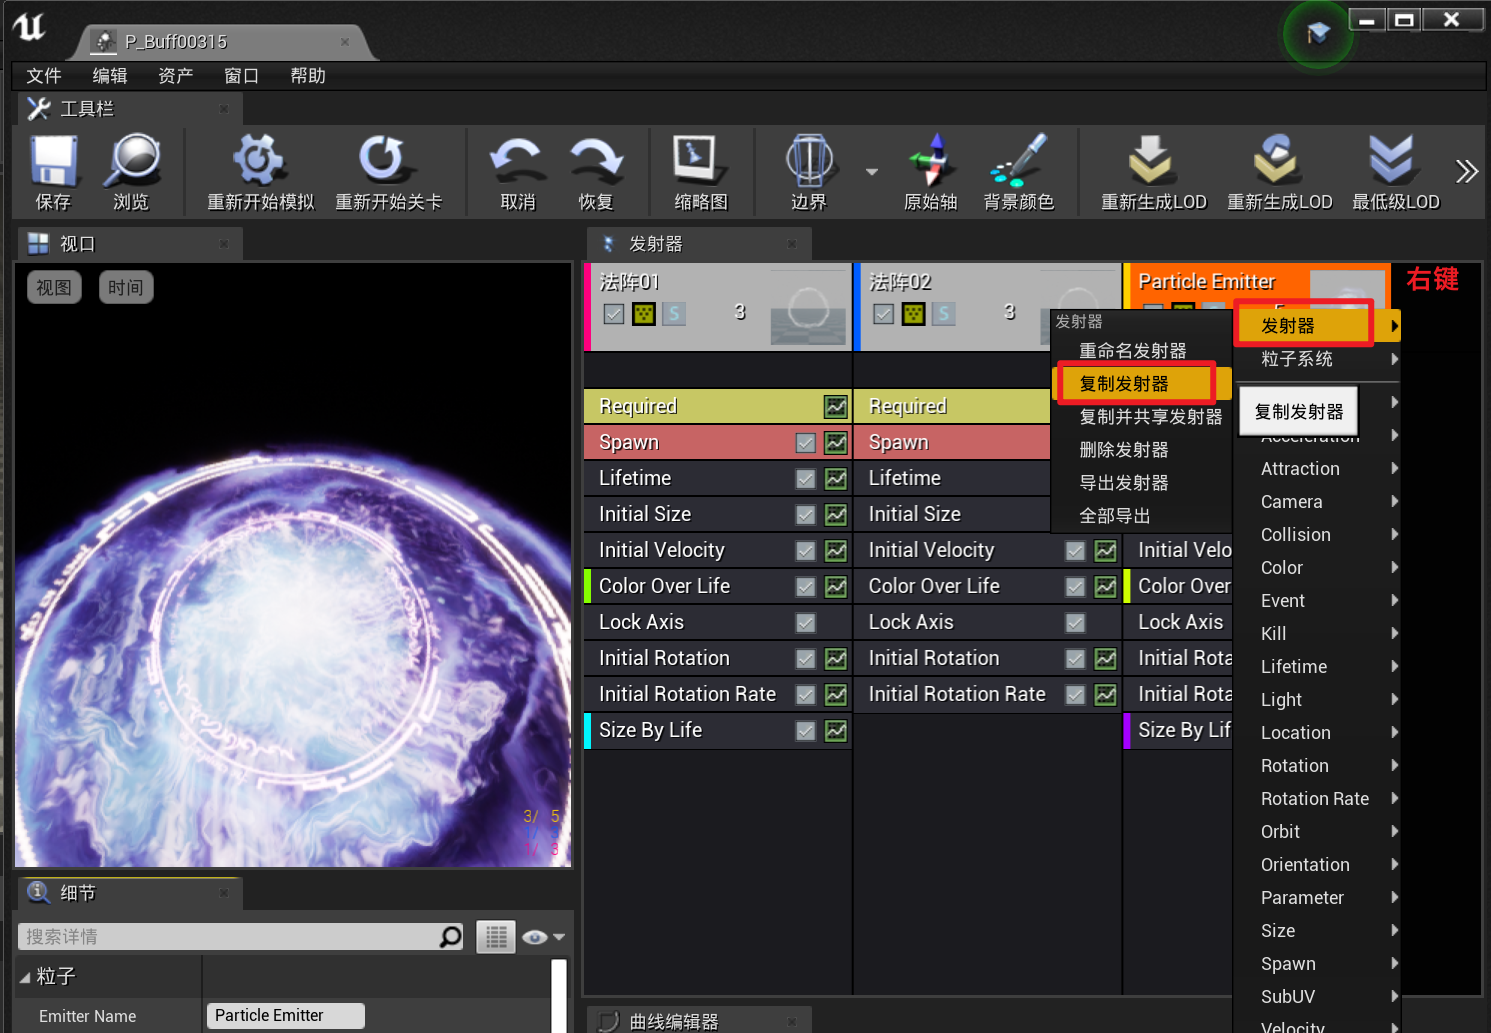 P_Buff00315
文件 编辑 资产 窗口 帮助
工具栏
保存 浏览 重新开始模拟 重新开始关卡 取消 恢复 缩略图 边界 原始轴 背景颜色 重新生成LOD 重新生成LOD 最低级LOD
视口
视图 时间
3/ 5
1/ 3
1/ 3
细节
搜索详情
粒子
Emitter Name Particle Emitter
发射器
法阵01
S 3
Required
Spawn
Lifetime
Initial Size
Initial Velocity
Color Over Life
Lock Axis
Initial Rotation
Initial Rotation Rate
Size By Life
法阵02
S 3
Required
Spawn
Lifetime
Initial Size
Initial Velocity
Color Over Life
Lock Axis
Initial Rotation
Initial Rotation Rate
Particle Emitter
Initial Velo
Color Over
Lock Axis
Initial Rota
Initial Rota
Size By Lif
右键
发射器
重命名发射器
复制发射器
复制并共享发射器
删除发射器
导出发射器
全部导出
发射器
粒子系统
复制发射器
Acceleration
Attraction
Camera
Collision
Color
Event
Kill
Lifetime
Light
Location
Rotation
Rotation Rate
Orbit
Orientation
Parameter
Size
Spawn
SubUV
Velocity
曲线编辑器